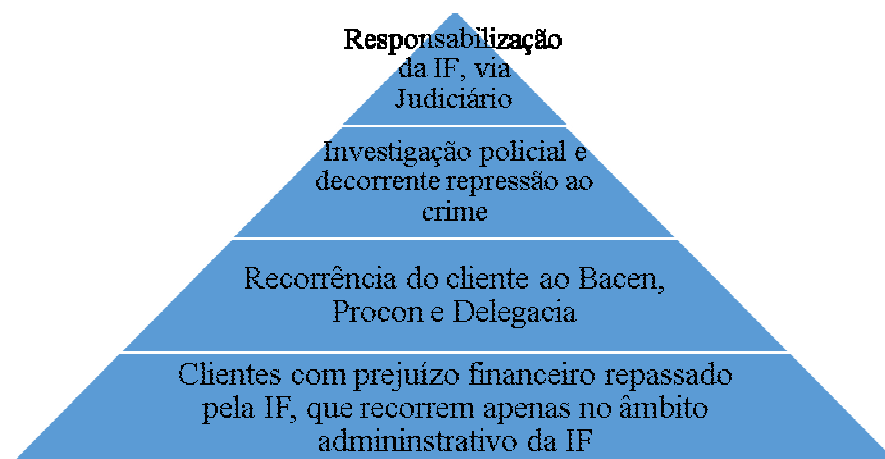 Responsabilização
da IF, via
Judiciário
Investigação policial e
decorrente repressão ao
crime
Recorrência do cliente ao Bacen,
Procon e Delegacia
Clientes com prejuízo financeiro repassado
pela IF, que recorrem apenas no âmbito
admininstrativo da IF